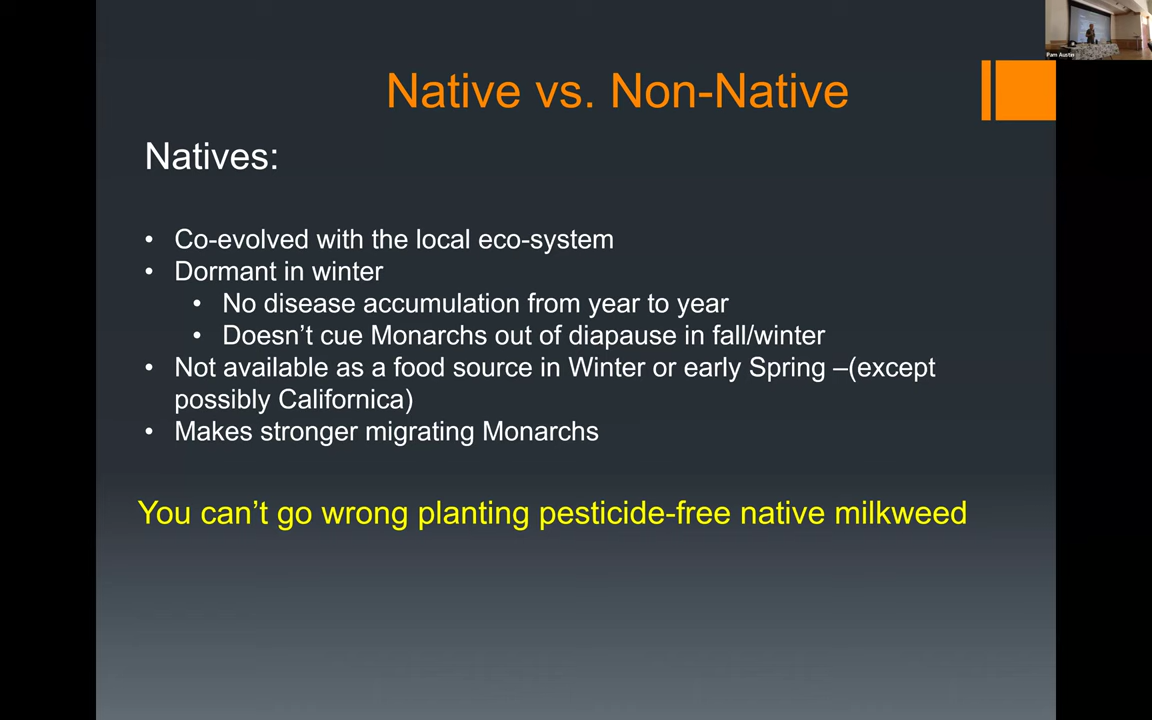 Pam Austin
Native vs. Non-Native
Natives:
• Co-evolved with the local eco-system
• Dormant in winter
• No disease accumulation from year to year
• Doesn’t cue Monarchs out of diapause in fall/winter
• Not available as a food source in Winter or early Spring –(except
possibly Californica)
• Makes stronger migrating Monarchs
You can’t go wrong planting pesticide-free native milkweed